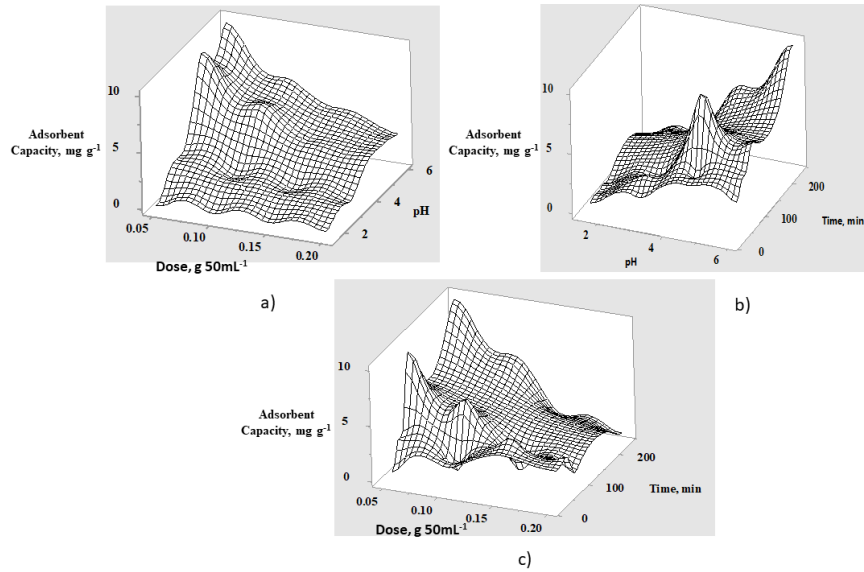 10
Adsorbent
Capacity, mg g-1
5
0
0.05
0.10
0.15
0.20
Dose, g 50mL-1
2
4
6
pH
a)
10
Adsorbent
Capacity, mg g-1
5
0
2
4
6
pH
0
100
200
Time, min
b)
10
Adsorbent
Capacity, mg g-1
5
0
0.05
0.10
0.15
0.20
Dose, g 50mL-1
0
100
200
Time, min
c)